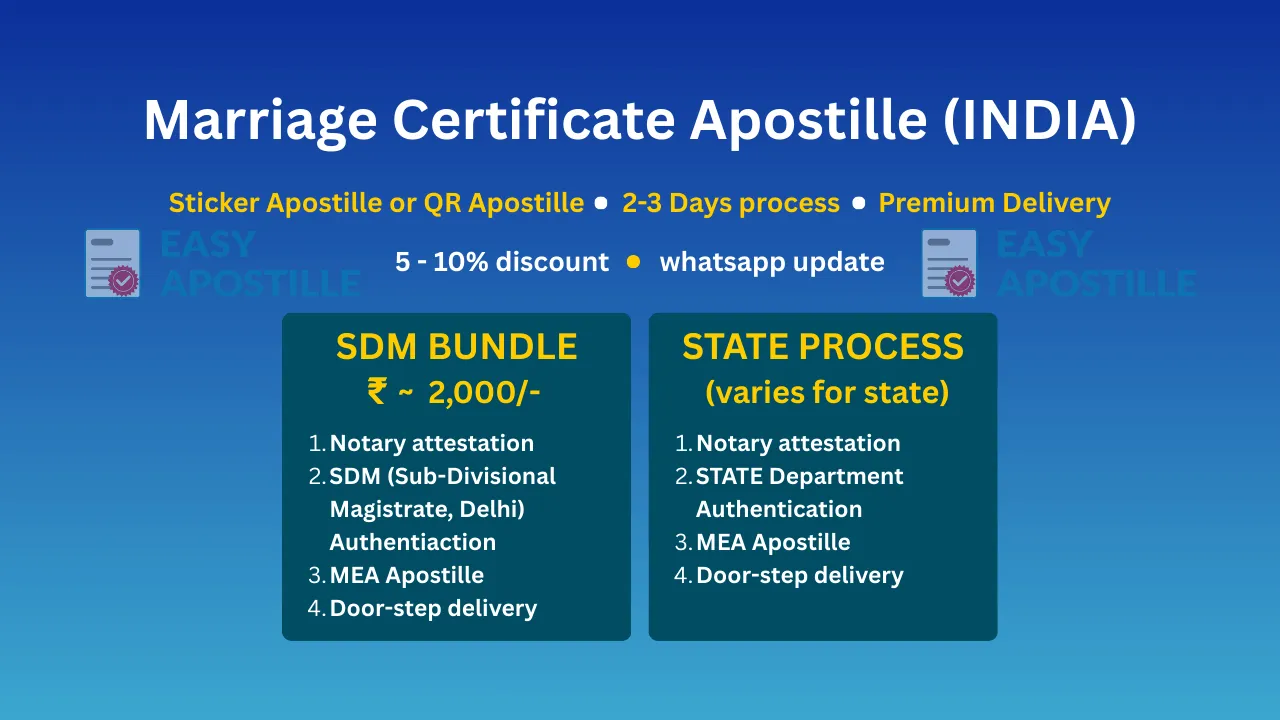 Marriage Certificate Apostille (INDIA)
Sticker Apostille or QR Apostille • 2-3 Days process • Premium Delivery
EASY
APOSTILLE
5 - 10% discount • whatsapp update
EASY
APOSTILLE
SDM BUNDLE
₹ ~ 2,000/-
1. Notary attestation
2. SDM (Sub-Divisional
Magistrate, Delhi)
Authentiaction
3. MEA Apostille
4. Door-step delivery
STATE PROCESS
(varies for state)
1. Notary attestation
2. STATE Department
Authentication
3. MEA Apostille
4. Door-step delivery